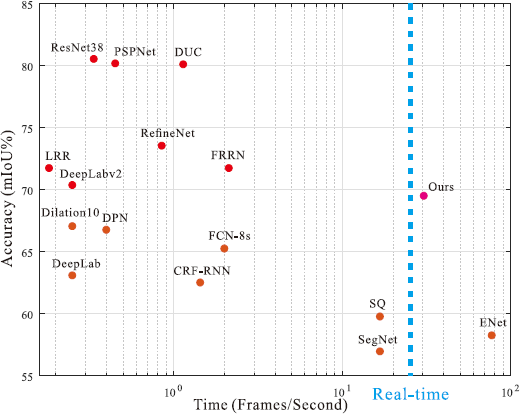 85
80
75
70
65
60
55
Accuracy (mIoU%)
ResNet38
PSPNet
DUC
RefineNet
LRR
DeepLabv2
FRRN
Ours
Dilation10
DPN
FCN-8s
DeepLab
CRF-RNN
SQ
ENet
SegNet
10^0
10^1
10^2
Time (Frames/Second)
Real-time